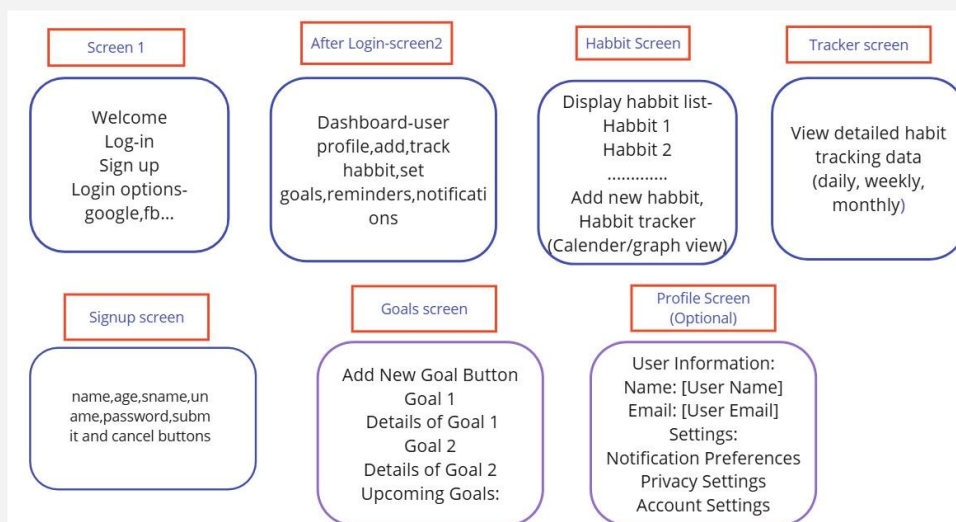 Screen 1
After Login-screen2
Habbit Screen
Tracker screen
Welcome
Log-in
Sign up
Login options-
google,fb...
Dashboard-user
profile,add,track
habbit,set
goals,reminders,notificati
ons
Display habbit list-
Habbit 1
Habbit 2
.............
Add new habbit,
Habbit tracker
(Calender/graph view)
View detailed habit
tracking data
(daily, weekly,
monthly)
Signup screen
Goals screen
Profile Screen
(Optional)
name,age,sname,un
ame,password,subm
it and cancel buttons
Add New Goal Button
Goal 1
Details of Goal 1
Goal 2
Details of Goal 2
Upcoming Goals:
User Information:
Name: [User Name]
Email: [User Email]
Settings:
Notification Preferences
Privacy Settings
Account Settings